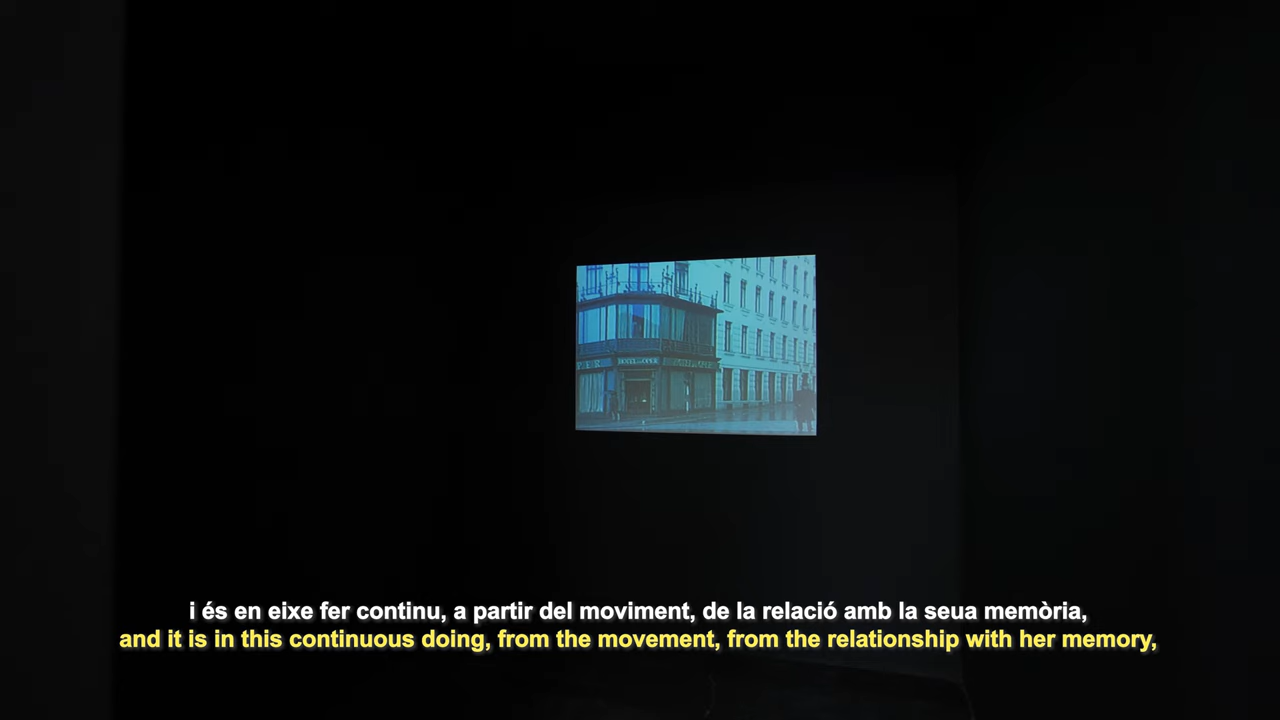 i és en eixe fer continu, a partir del moviment, de la relació amb la seua memòria,
and it is in this continuous doing, from the movement, from the relationship with her memory,